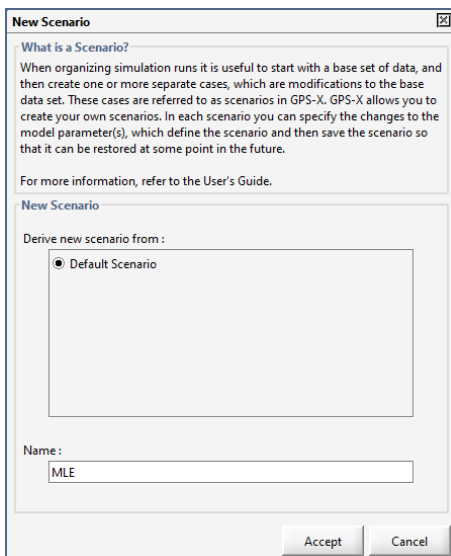 New Scenario
What is a Scenario?
When organizing simulation runs it is useful to start with a base set of data, and
then create one or more separate cases, which are modifications to the base
data set. These cases are referred to as scenarios in GPS-X. GPS-X allows you to
create your own scenarios. In each scenario you can specify the changes to the
model parameter(s), which define the scenario and then save the scenario so
that it can be restored at some point in the future.
For more information, refer to the User's Guide.
New Scenario
Derive new scenario from :
Default Scenario
Name :
MLE
Accept Cancel